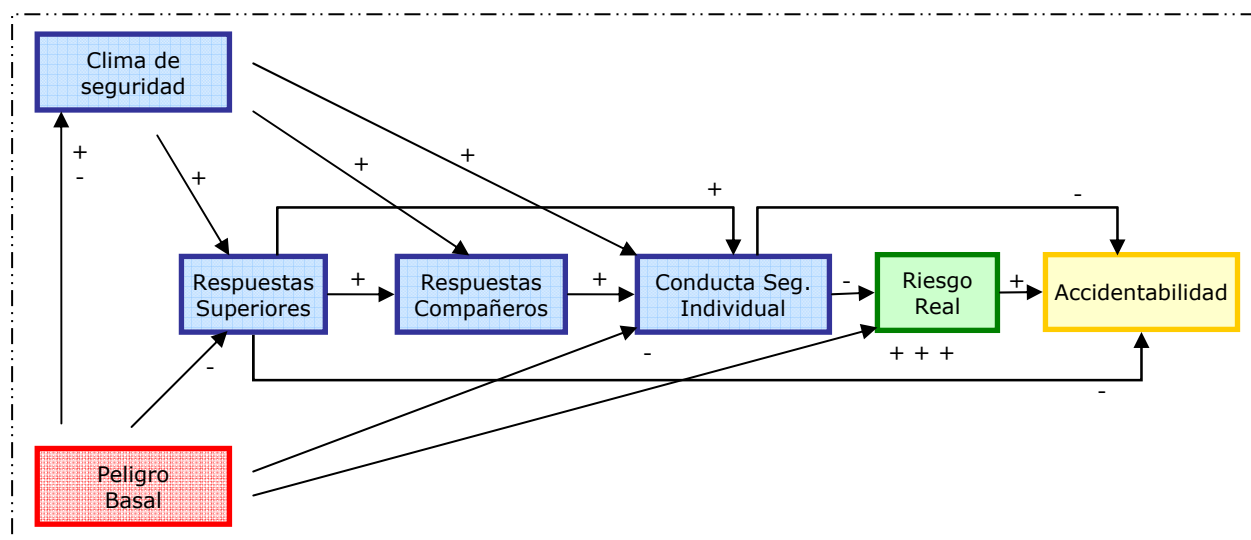 Clima de
seguridad
+
-
+
+
+
+
-
Respuestas
Superiores
+
Respuestas
Compañeros
+
Conducta Seg.
Individual
-
Riesgo
Real
+
Accidentabilidad
-
-
+ + +
-
Peligro
Basal